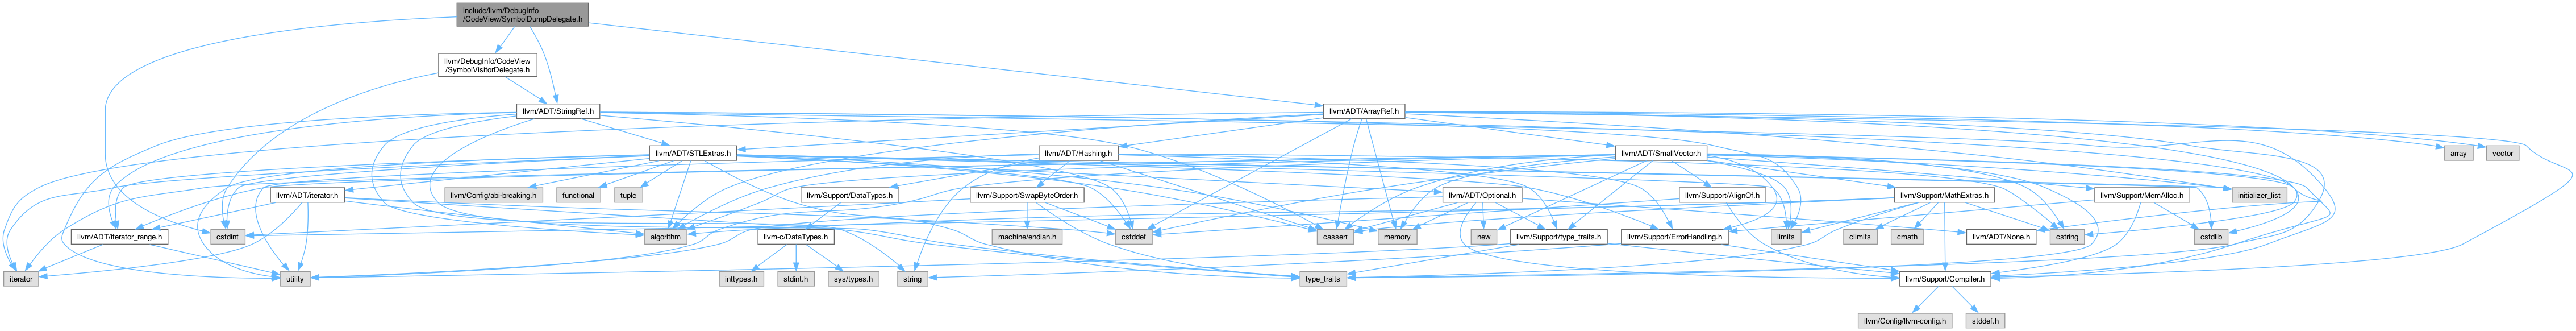 include/llvm/DebugInfo
/CodeView/SymbolDumpDelegate.h
llvm/DebugInfo/CodeView
/SymbolVisitorDelegate.h
llvm/ADT/StringRef.h
llvm/ADT/ArrayRef.h
llvm/ADT/STLExtras.h
llvm/ADT/Hashing.h
llvm/ADT/SmallVector.h
array
vector
llvm/ADT/iterator.h
llvm/Config/abi-breaking.h
functional
tuple
llvm/Support/DataTypes.h
llvm/Support/SwapByteOrder.h
llvm/ADT/Optional.h
llvm/Support/AlignOf.h
llvm/Support/MathExtras.h
llvm/Support/MemAlloc.h
initializer_list
llvm/ADT/iterator_range.h
cstdint
algorithm
llvm-c/DataTypes.h
cstddef
machine/endian.h
cassert
memory
new
llvm/Support/type_traits.h
llvm/Support/ErrorHandling.h
limits
climits
cmath
llvm/ADT/None.h
cstring
cstdlib
iterator
utility
inttypes.h
stdint.h
sys/types.h
string
type_traits
llvm/Support/Compiler.h
llvm/Config/llvm-config.h
stddef.h